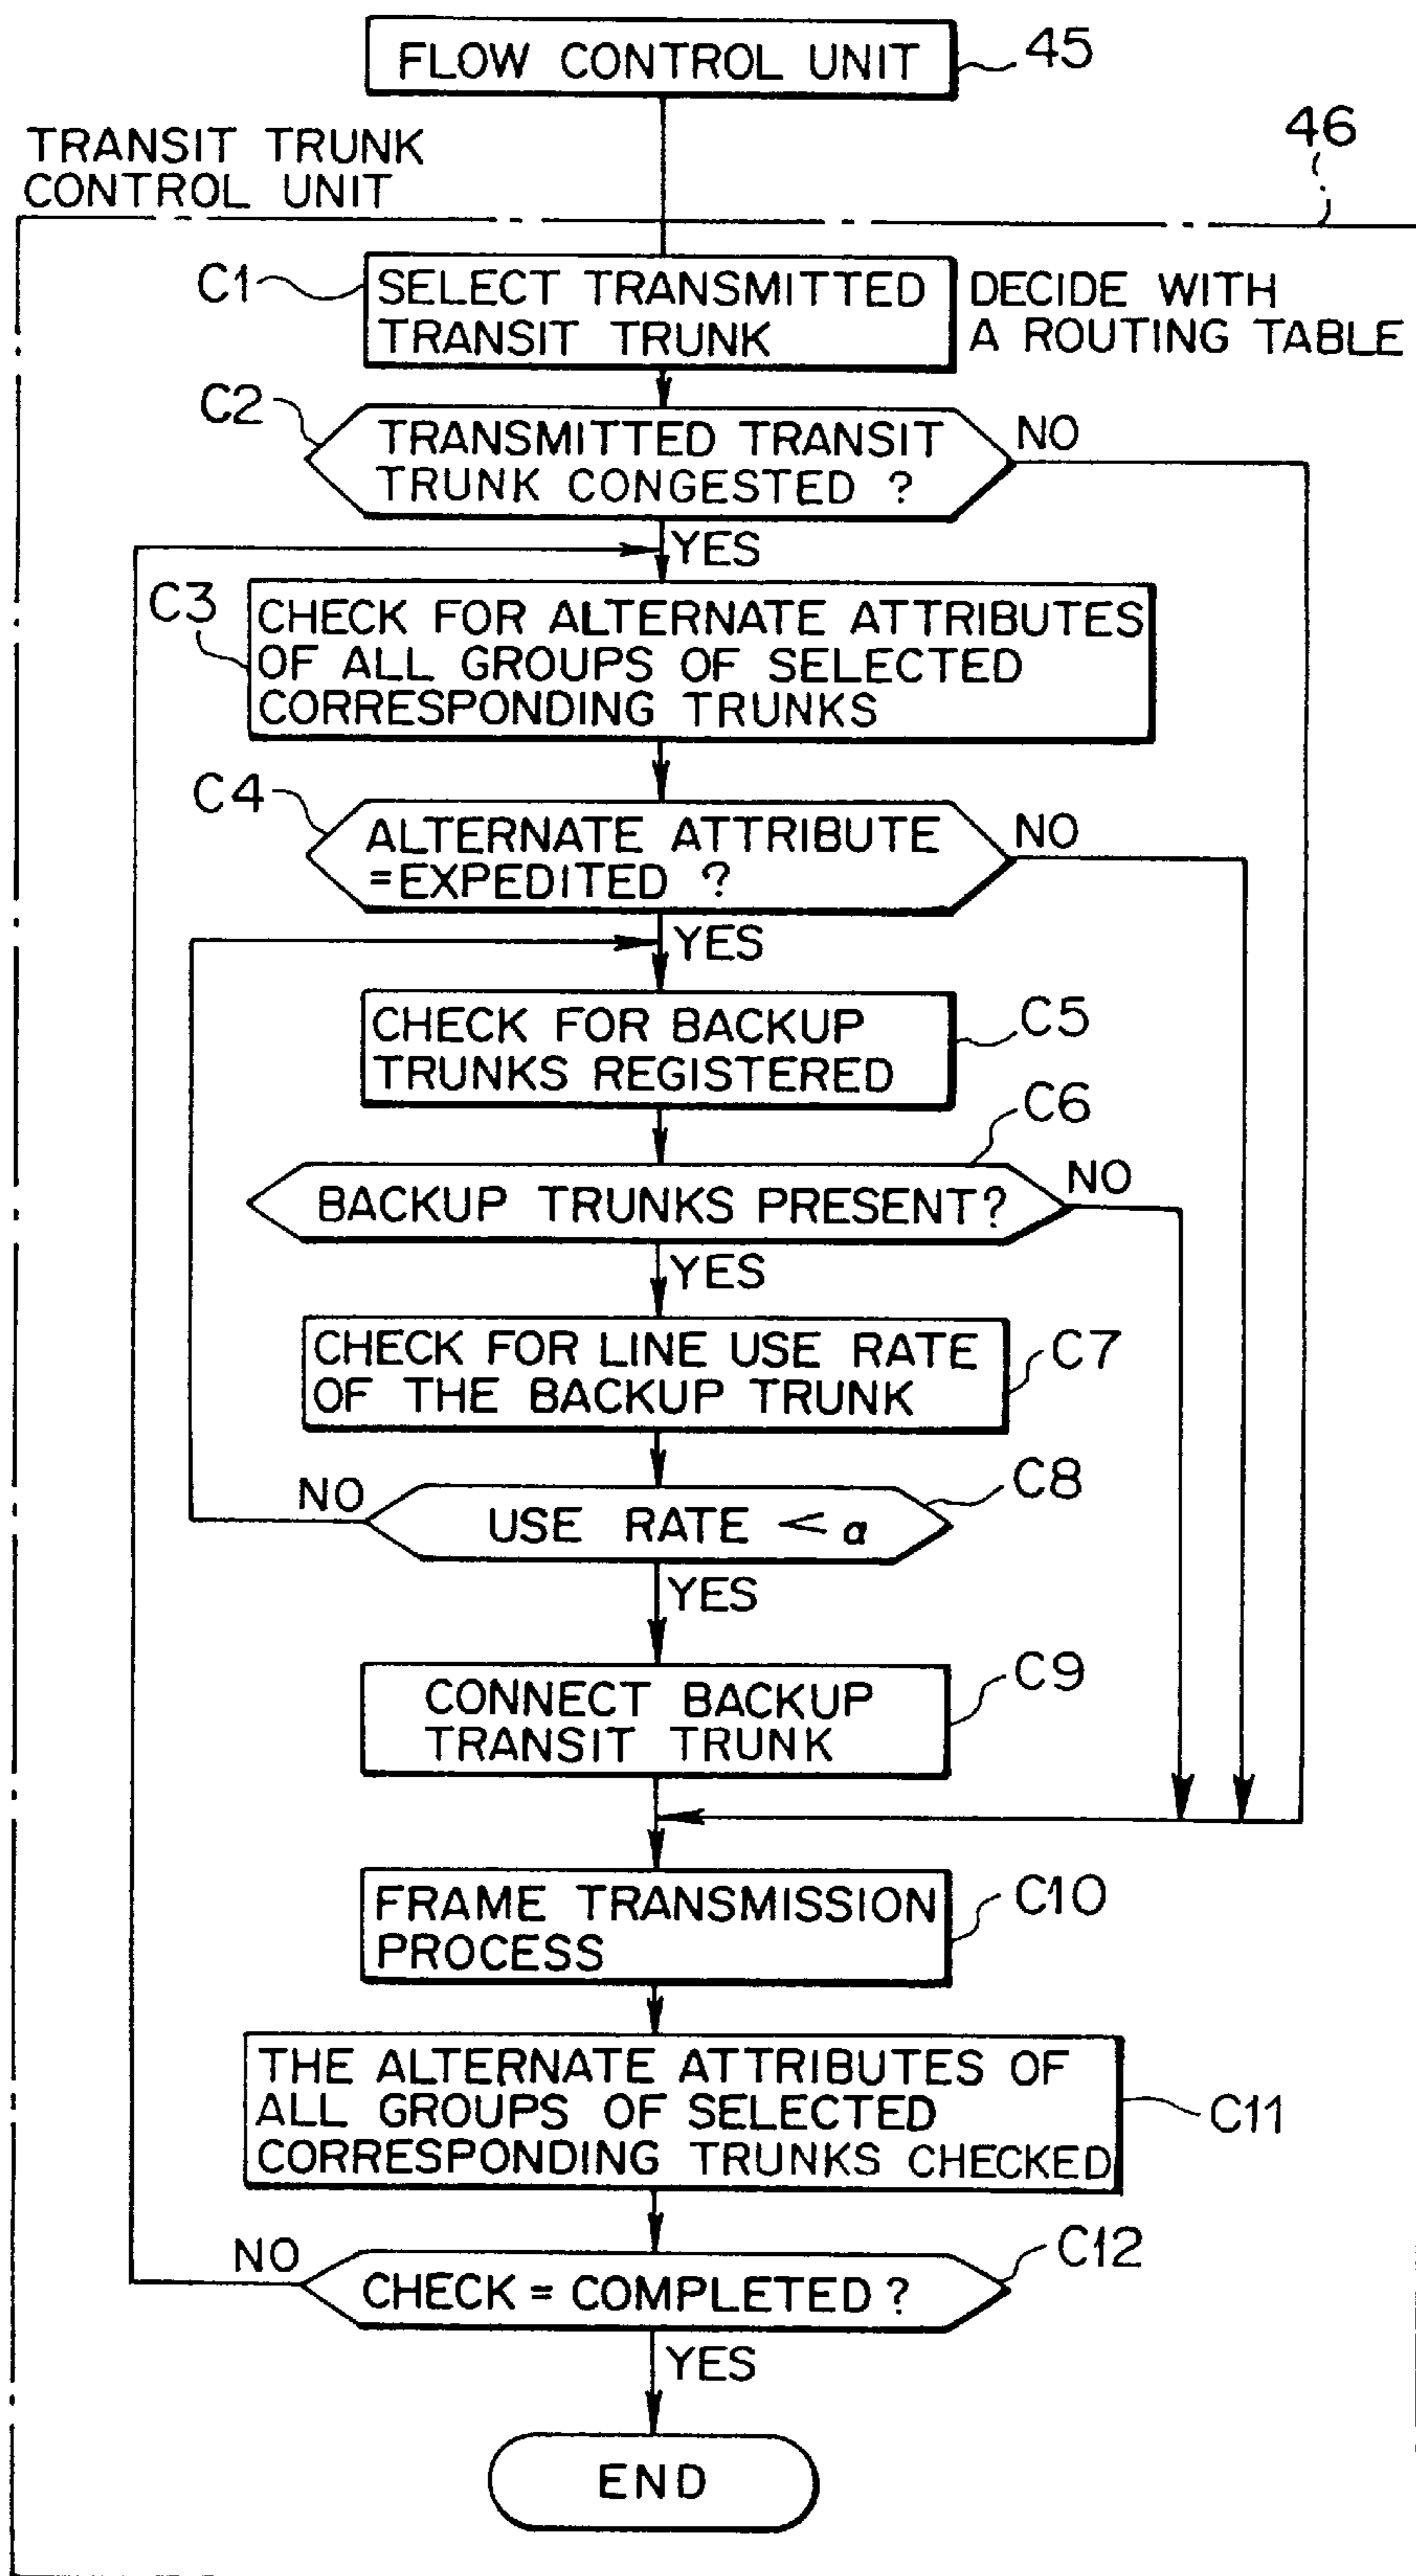 FLOW CONTROL UNIT
45
TRANSIT TRUNK
CONTROL UNIT
46
C1
SELECT TRANSMITTED
TRANSIT TRUNK
DECIDE WITH
A ROUTING TABLE
C2
TRANSMITTED TRANSIT
TRUNK CONGESTED ?
NO
YES
C3
CHECK FOR ALTERNATE ATTRIBUTES
OF ALL GROUPS OF SELECTED
CORRESPONDING TRUNKS
C4
ALTERNATE ATTRIBUTE
=EXPEDITED ?
NO
YES
CHECK FOR BACKUP
TRUNKS REGISTERED
C5
C6
BACKUP TRUNKS PRESENT?
NO
YES
CHECK FOR LINE USE RATE
OF THE BACKUP TRUNK
C7
NO
USE RATE < α
C8
YES
CONNECT BACKUP
TRANSIT TRUNK
C9
FRAME TRANSMISSION
PROCESS
C10
THE ALTERNATE ATTRIBUTES OF
ALL GROUPS OF SELECTED
CORRESPONDING TRUNKS CHECKED
C11
NO
CHECK = COMPLETED ?
C12
YES
END